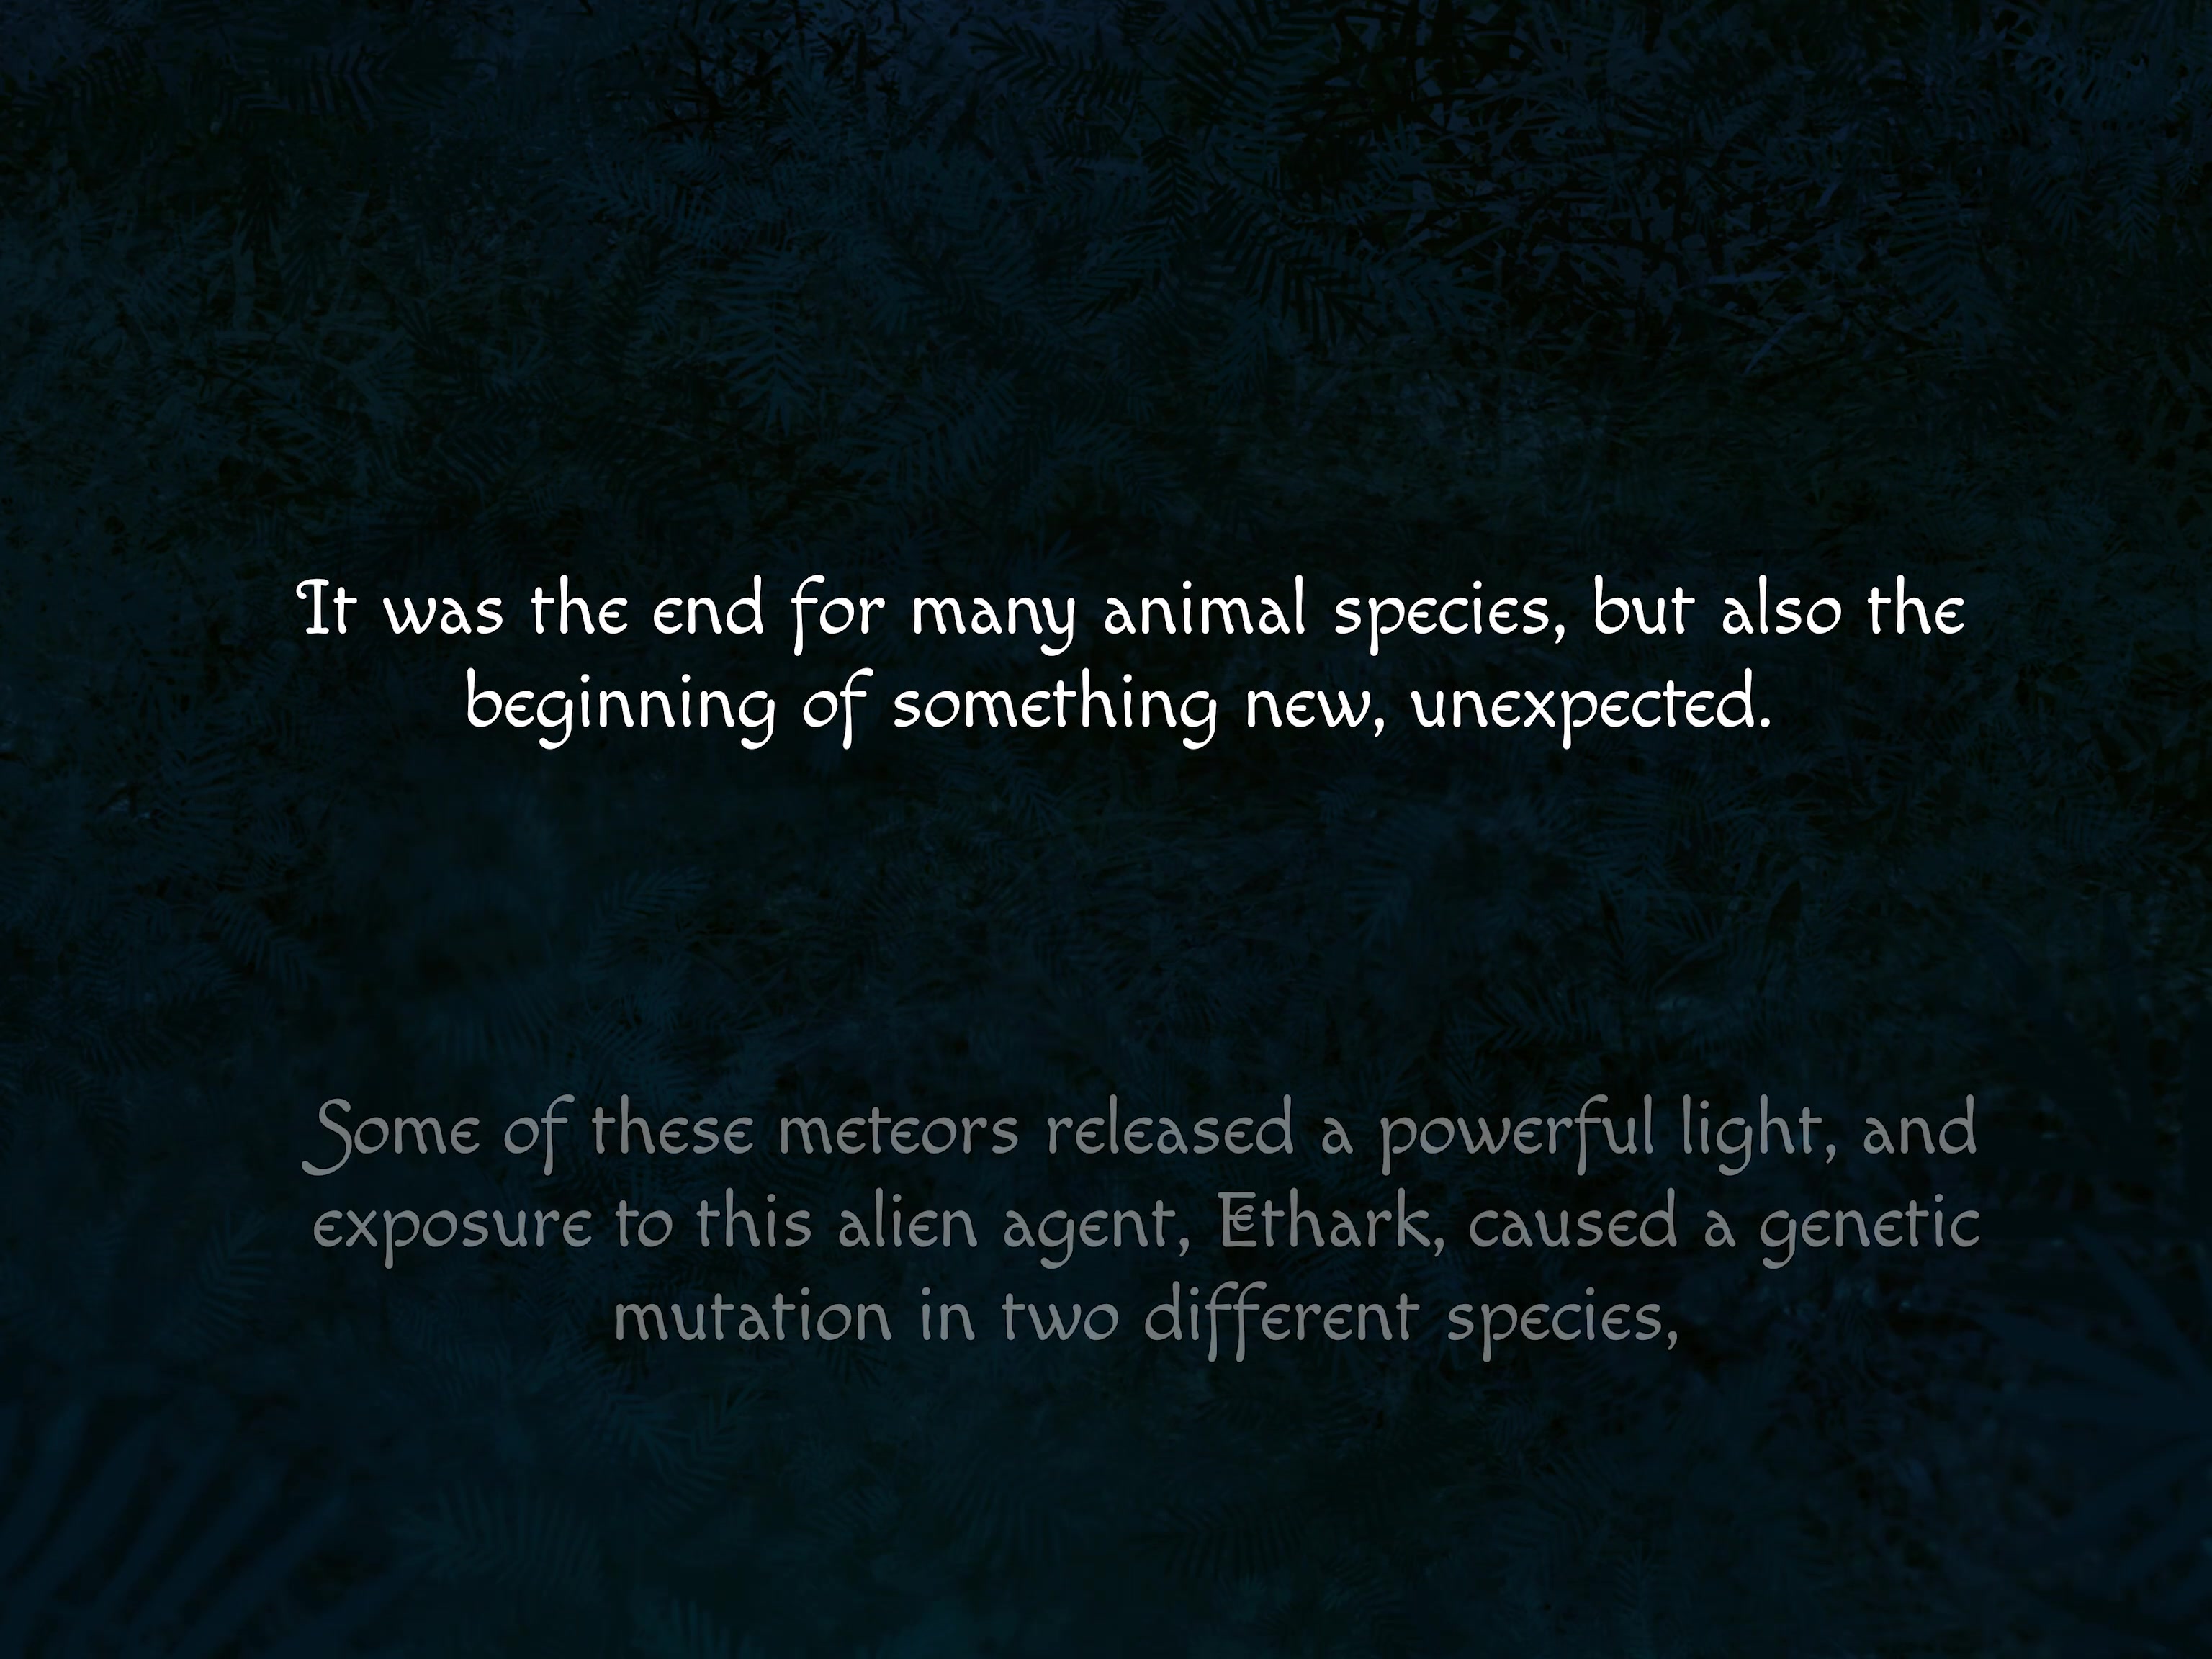 It was the end for many animal species, but also the
beginning of something new, unexpected.
Some of these meteors released a powerful light, and
exposure to this alien agent, Ethark, caused a genetic
mutation in two different species,